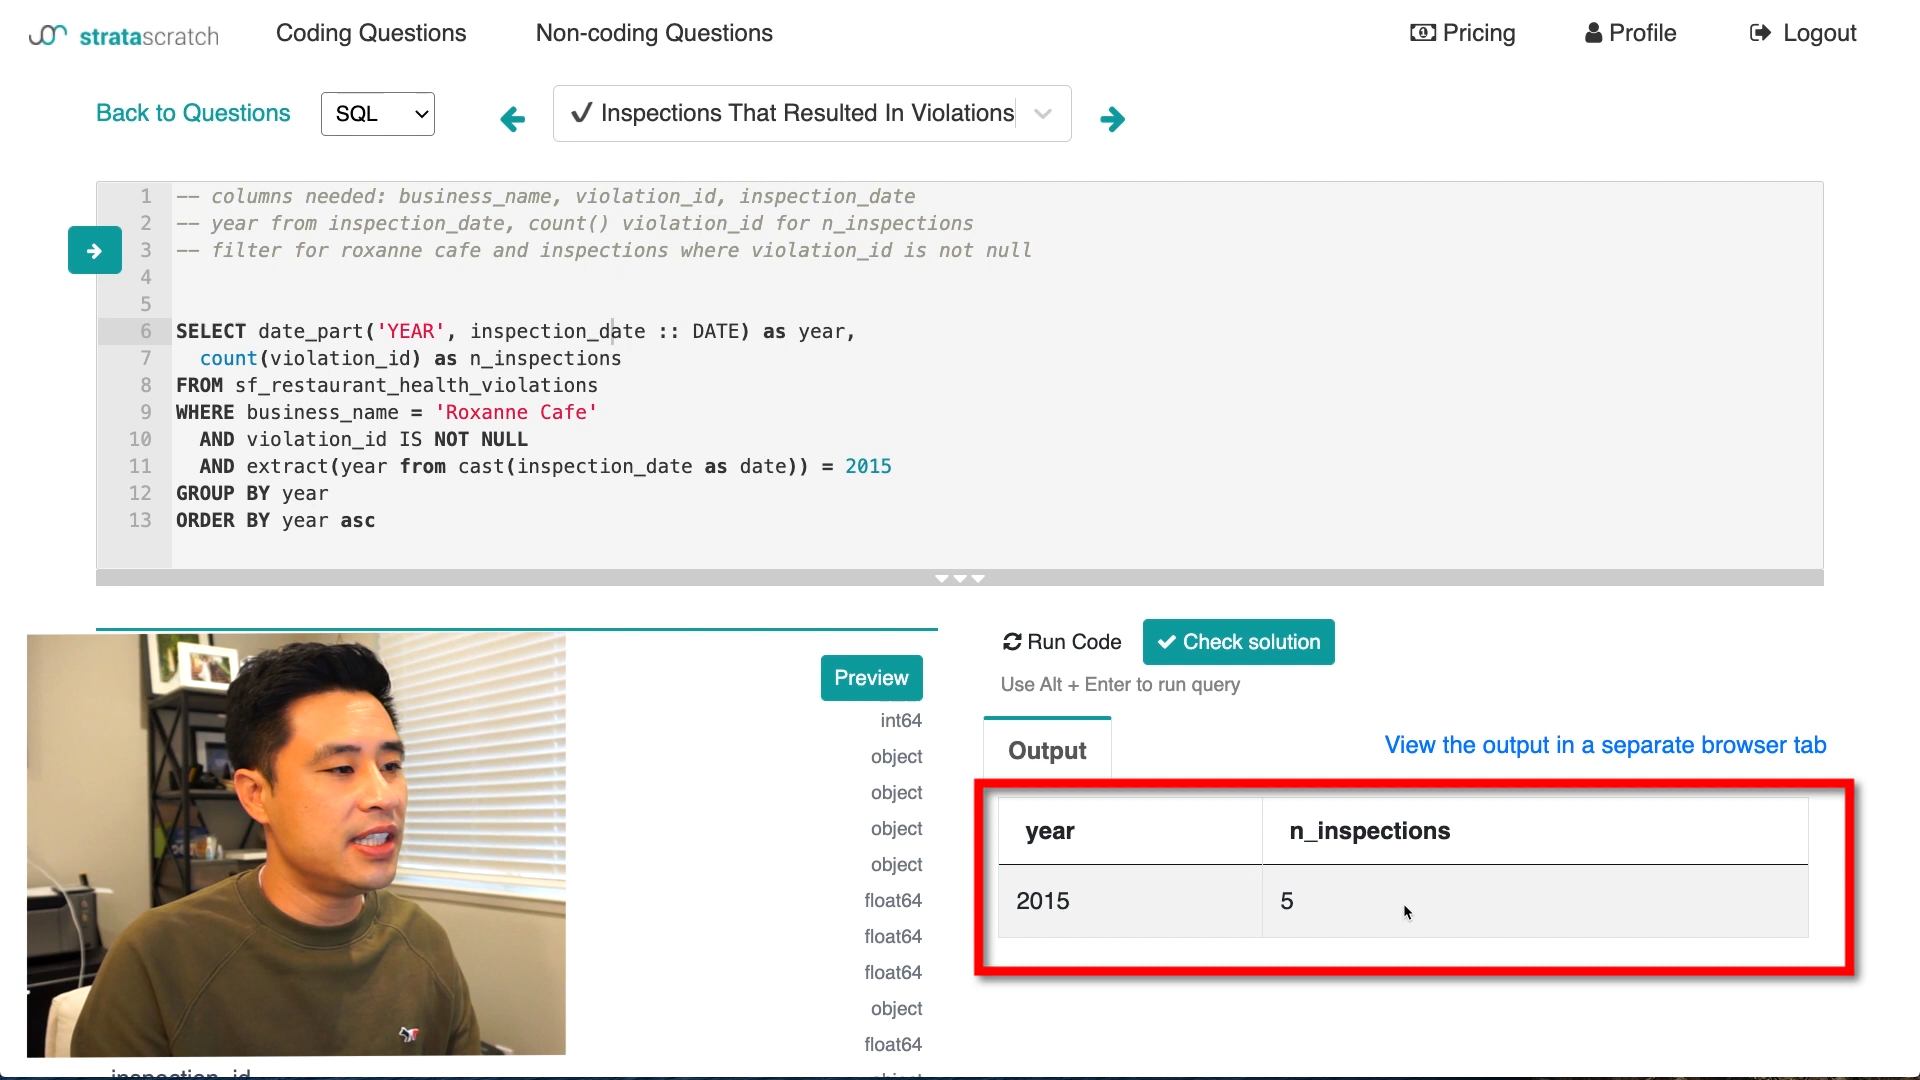 stratascratch
Coding Questions
Non-coding Questions
Pricing
Profile
Logout
Back to Questions
SQL
Inspections That Resulted In Violations
1 -- columns needed: business_name, violation_id, inspection_date
2 -- year from inspection_date, count() violation_id for n_inspections
3 -- filter for roxanne cafe and inspections where violation_id is not null
4
5
6 SELECT date_part('YEAR', inspection_date :: DATE) as year,
7 count(violation_id) as n_inspections
8 FROM sf_restaurant_health_violations
9 WHERE business_name = 'Roxanne Cafe'
10 AND violation_id IS NOT NULL
11 AND extract(year from cast(inspection_date as date)) = 2015
12 GROUP BY year
13 ORDER BY year asc
Preview
int64
object
object
object
object
float64
float64
float64
object
float64
Run Code
Check solution
Use Alt + Enter to run query
Output
View the output in a separate browser tab
year n_inspections
2015 5